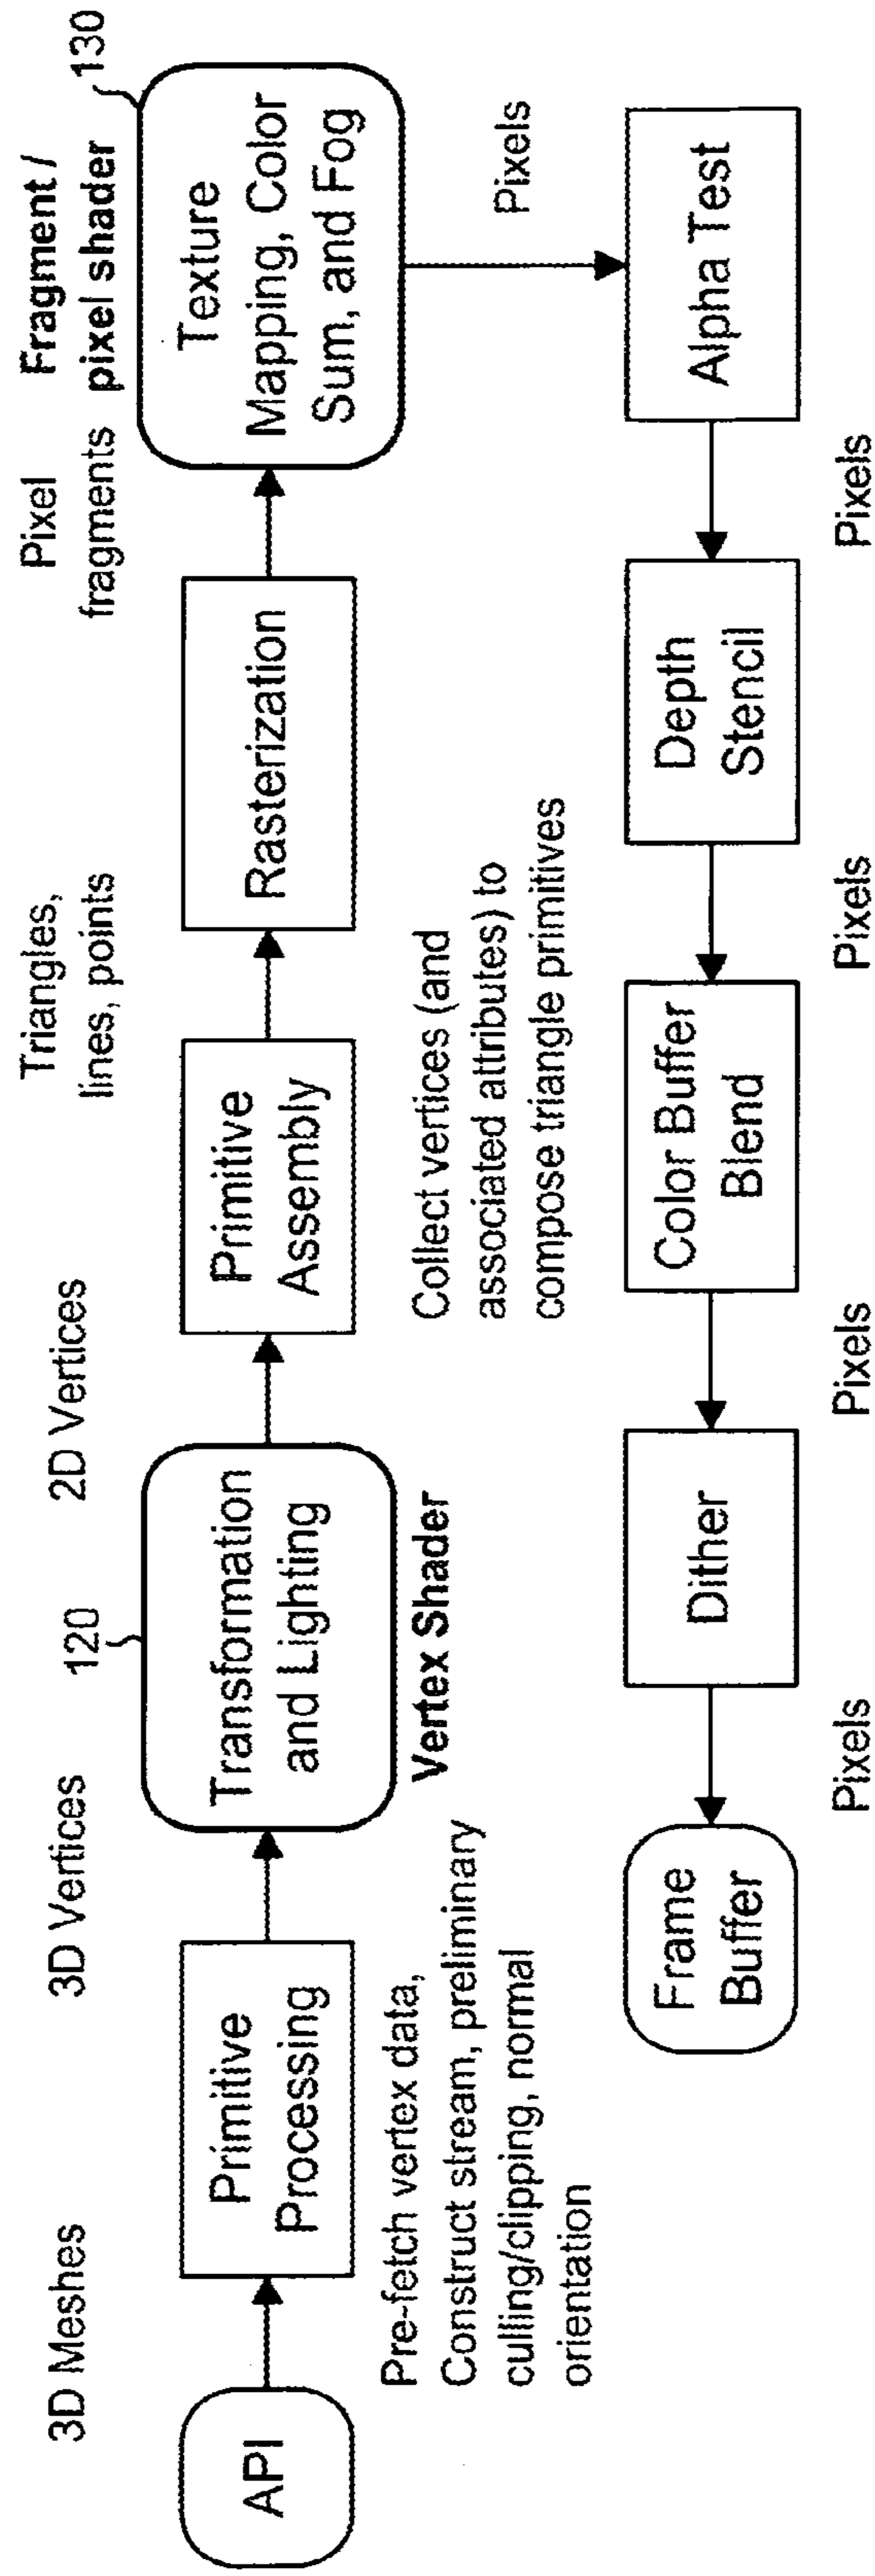 3D Meshes
3D Vertices
120
2D Vertices
Triangles,
lines, points
Pixel
fragments
Fragment /
pixel shader
130
API
Primitive
Processing
Transformation
and Lighting
Primitive
Assembly
Rasterization
Texture
Mapping, Color
Sum, and Fog
Pre-fetch vertex data,
Construct stream, preliminary
culling/clipping, normal
orientation
Vertex Shader
Collect vertices (and
associated attributes) to
compose triangle primitives
Pixels
Alpha Test
Pixels
Depth
Stencil
Pixels
Color Buffer
Blend
Pixels
Dither
Pixels
Frame
Buffer